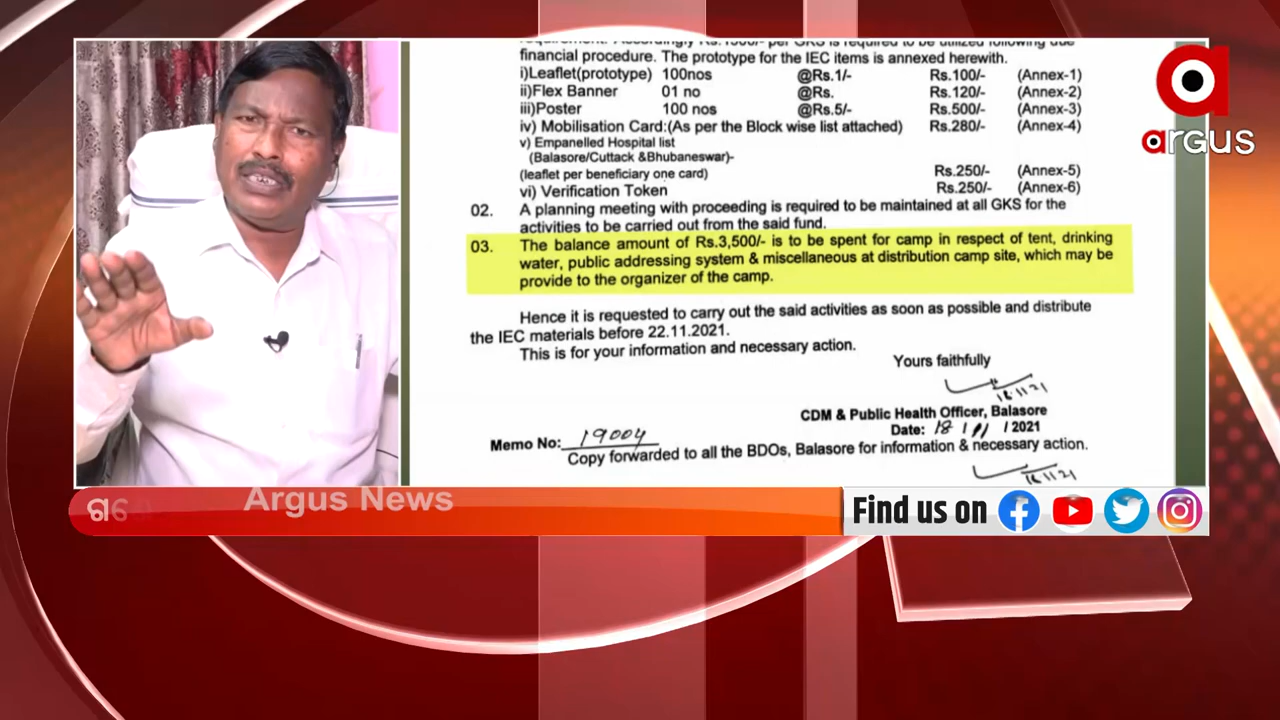 financial procedure. The prototype for the IEC items is annexed herewith.
i)Leaflet(prototype) 100nos @Rs.1/- Rs.100/- (Annex-1)
ii)Flex Banner 01 no @Rs. Rs.120/- (Annex-2)
iii)Poster 100 nos @Rs.5/- Rs.500/- (Annex-3)
iv) Mobilisation Card:(As per the Block wise list attached) Rs.280/- (Annex-4)
v) Empanelled Hospital list
(Balasore/Cuttack &Bhubaneswar)-
(leaflet per beneficiary one card) Rs.250/- (Annex-5)
vi) Verification Token Rs.250/- (Annex-6)
02. A planning meeting with proceeding is required to be maintained at all GKS for the
activities to be carried out from the said fund.
03. The balance amount of Rs.3,500/- is to be spent for camp in respect of tent, drinking
water, public addressing system & miscellaneous at distribution camp site, which may be
provide to the organizer of the camp.
Hence it is requested to carry out the said activities as soon as possible and distribute
the IEC materials before 22.11.2021.
This is for your information and necessary action.
Yours faithfully
18.11.21
CDM & Public Health Officer, Balasore
Date: 18 / 11 / 2021
Memo No: 19004
Copy forwarded to all the BDOs, Balasore for information & necessary action.
argus
Argus News
Find us on